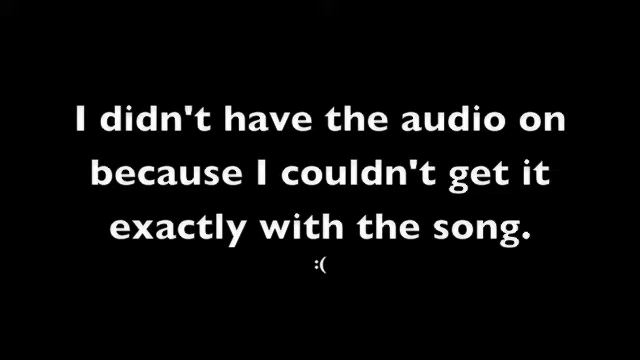 I didn't have the audio on
because I couldn't get it
exactly with the song.
:(